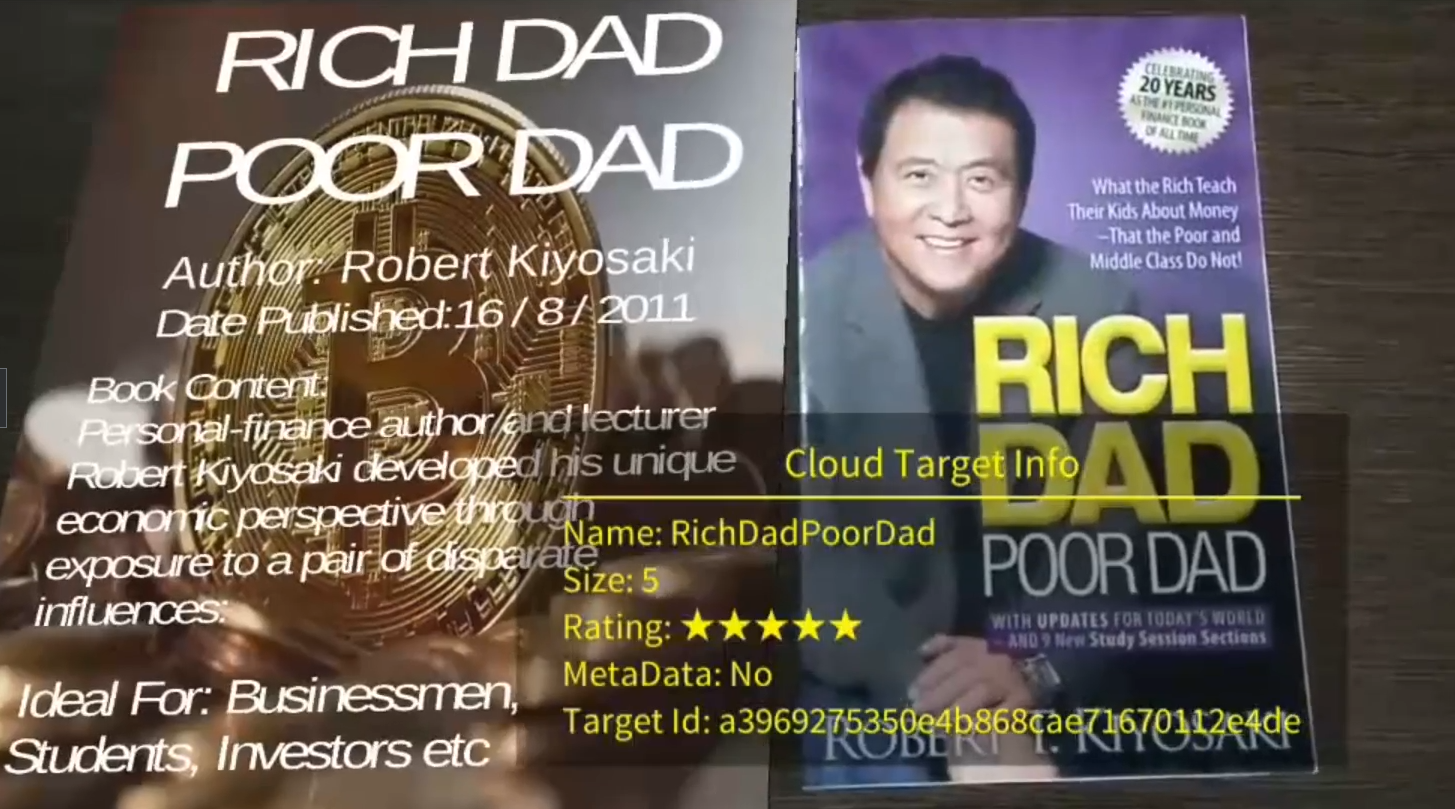 RICH DAD
POOR DAD
Author: Robert Kiyosaki
Date Published:16 / 8 / 2011
Book Content:
Personal-finance author and lecturer
Robert Kiyosaki developed his unique
economic perspective through
exposure to a pair of disparate
influences:
Ideal For: Businessmen,
Students, Investors etc
CELEBRATING
20 YEARS
AS THE #1 PERSONAL
FINANCE BOOK
OF ALL TIME
What the Rich Teach
Their Kids About Money
–That the Poor and
Middle Class Do Not!
RICH
DAD
POOR DAD
WITH UPDATES FOR TODAY'S WORLD
– AND 9 New Study Session Sections
ROBERT T. KIYOSAKI
Cloud Target Info
Name: RichDadPoorDad
Size: 5
Rating: ★★★★★
MetaData: No
Target Id: a3969275350e4b868cae71670112e4de